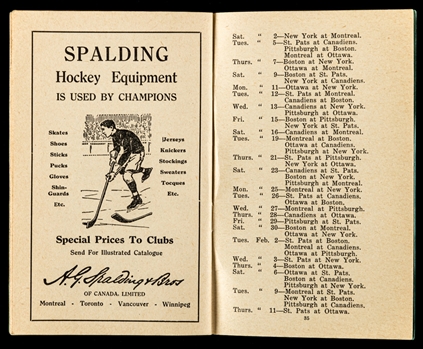 SPALDING
Hockey Equipment
IS USED BY CHAMPIONS
Skates
Shoes
Sticks
Pucks
Gloves
Shin-
Guards
Etc.
Jerseys
Knickers
Stockings
Sweaters
Tocques
Etc.
Special Prices To Clubs
Send For Illustrated Catalogue
A.G. Spalding & Bros
OF CANADA, LIMITED
Montreal - Toronto - Vancouver - Winnipeg
Sat. " 2—New York at Montreal.
Tues. " 5—St. Pats at Canadiens.
Pittsburgh at Boston.
Montreal at Ottawa.
Thurs. " 7—Boston at New York.
Ottawa at Montreal.
Sat. " 9—Boston at St. Pats.
New York at Canadiens.
Mon. " 11—Ottawa at New York.
Tues. " 12—St. Pats at Montreal.
Canadiens at Boston.
Wed. " 13—Canadiens at New York.
Pittsburgh at Ottawa.
Fri. " 15—Boston at Pittsburgh.
New York at St. Pats.
Sat. " 16—Canadiens at Montreal.
Tues. " 19—Montreal at Boston.
Ottawa at Canadiens.
Pittsburgh at New York.
Thurs. " 21—St. Pats at Pittsburgh.
New York at Ottawa.
Sat. " 23—Canadiens at St. Pats.
Boston at New York.
Pittsburgh at Montreal.
Mon. " 25—Montreal at New York.
Tues. " 26—St. Pats at Canadiens.
Ottawa at Boston.
Wed. " 27—Montreal at Pittsburgh.
Thurs. " 28—Canadiens at Ottawa.
Fri. " 29—Pittsburgh at St. Pats.
Sat. " 30—Boston at Montreal.
Ottawa at New York.
Tues. Feb. 2—St. Pats at Boston.
Montreal at Canadiens.
Ottawa at Pittsburgh.
Wed. " 3—St. Pats at New York.
Thurs. " 4—Boston at Ottawa.
Sat. " 6—Ottawa at St. Pats.
Boston at Canadiens.
Pittsburgh at Canadiens.
Tues. " 9—Montreal at St. Pats.
New York at Boston.
Pittsburgh at Canadiens.
Thurs. " 11—St. Pats at Ottawa.